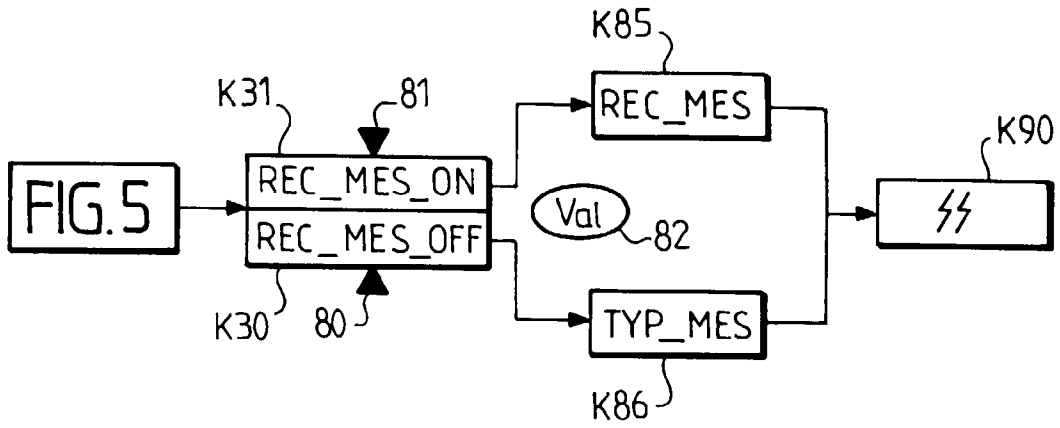 K85
K31
81
REC_MES
K90
FIG.5
REC_MES_ON
Val
82
REC_MES_OFF
K30
80
TYP_MES
K86